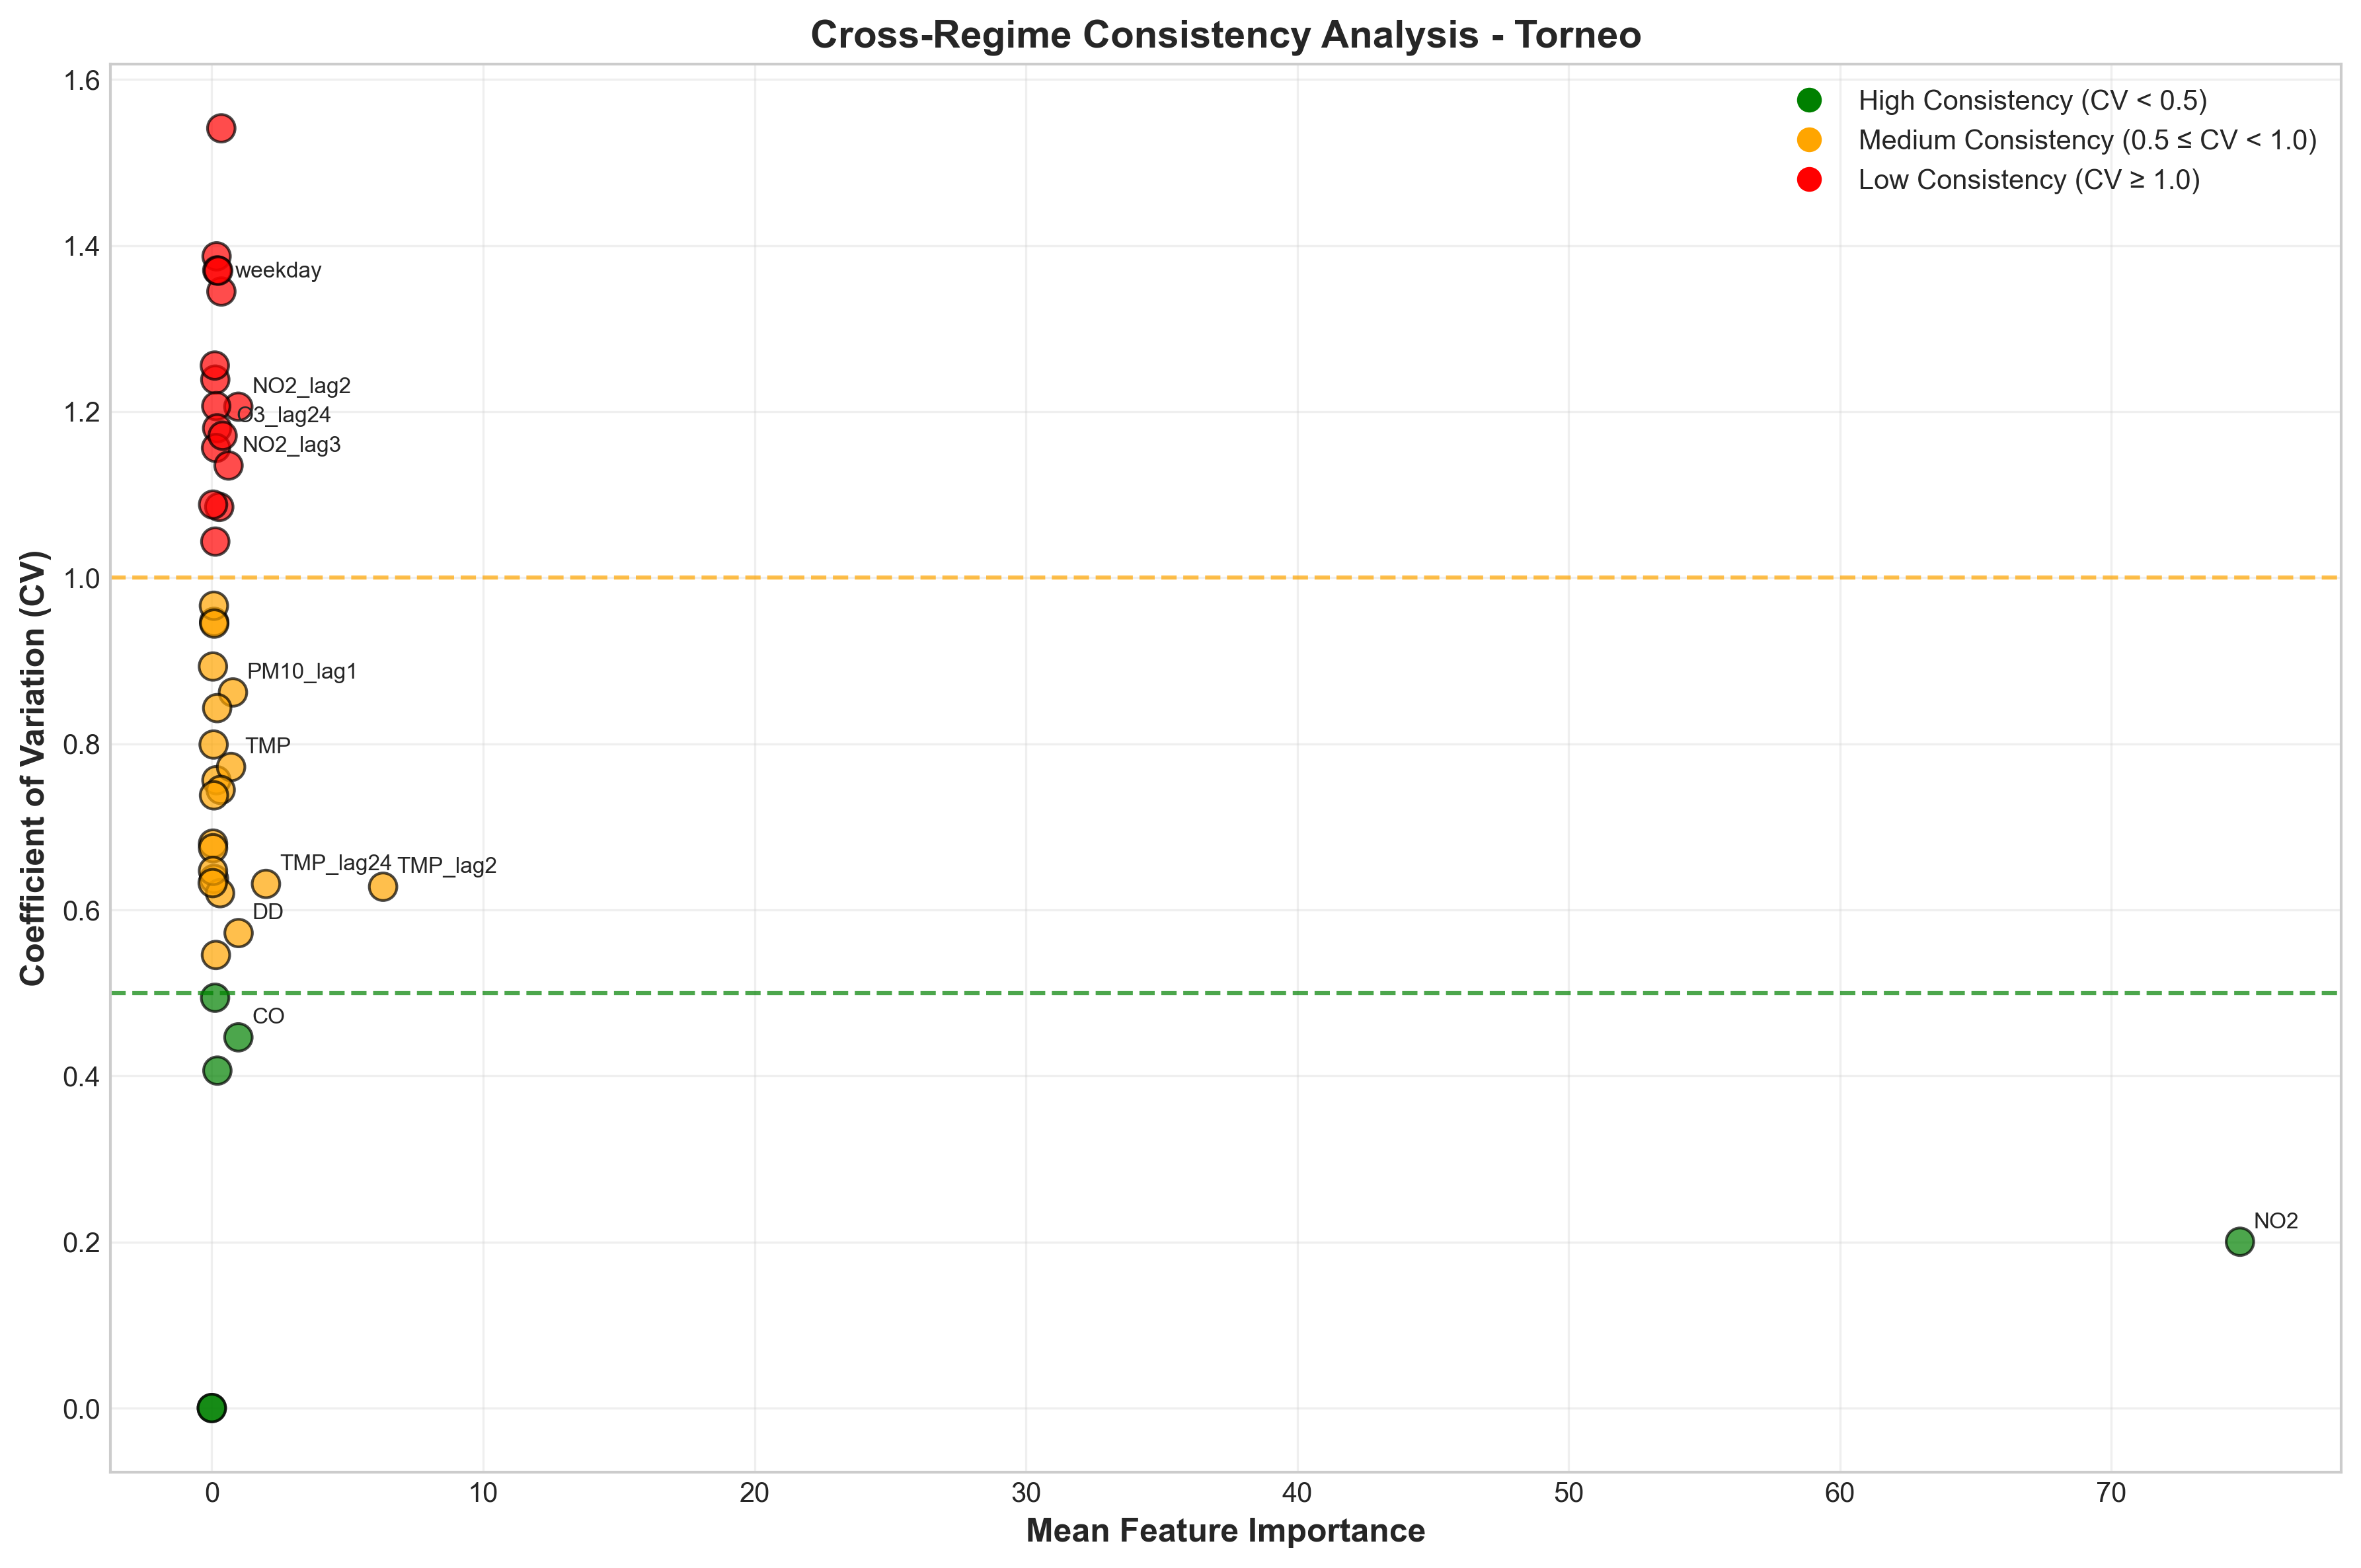 Cross-Regime Consistency Analysis - Torneo
High Consistency (CV < 0.5)
Medium Consistency (0.5 ≤ CV < 1.0)
Low Consistency (CV ≥ 1.0)
Coefficient of Variation (CV)
1.6
1.4
1.2
1.0
0.8
0.6
0.4
0.2
0.0
weekday
NO2_lag2
O3_lag24
NO2_lag3
PM10_lag1
TMP
TMP_lag24
TMP_lag2
DD
CO
NO2
0
10
20
30
40
50
60
70
Mean Feature Importance